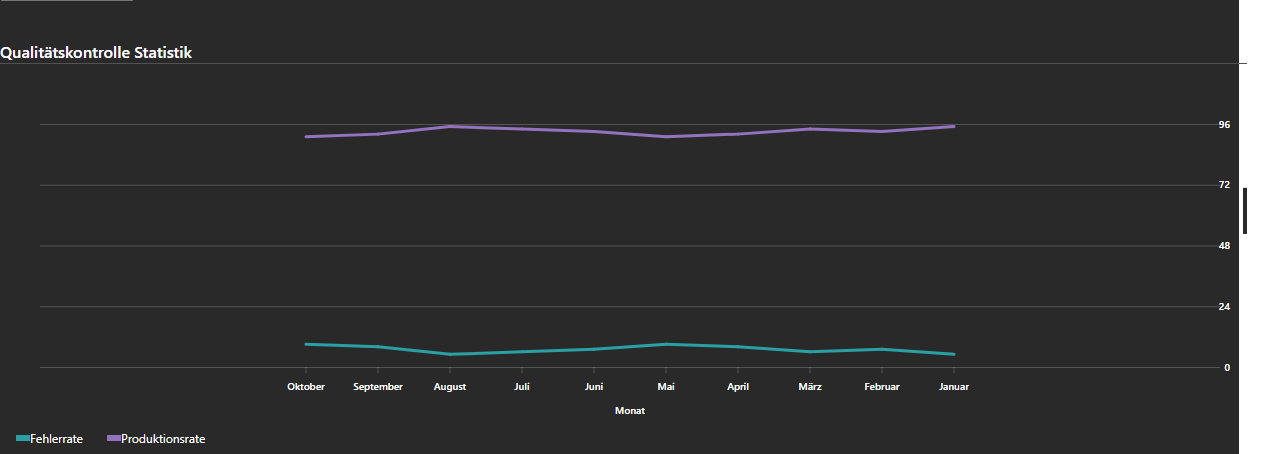 Qualitätskontrolle Statistik
96
72
48
24
0
Oktober September August Juli Juni Mai April März Februar Januar
Monat
Fehlerrate Produktionsrate